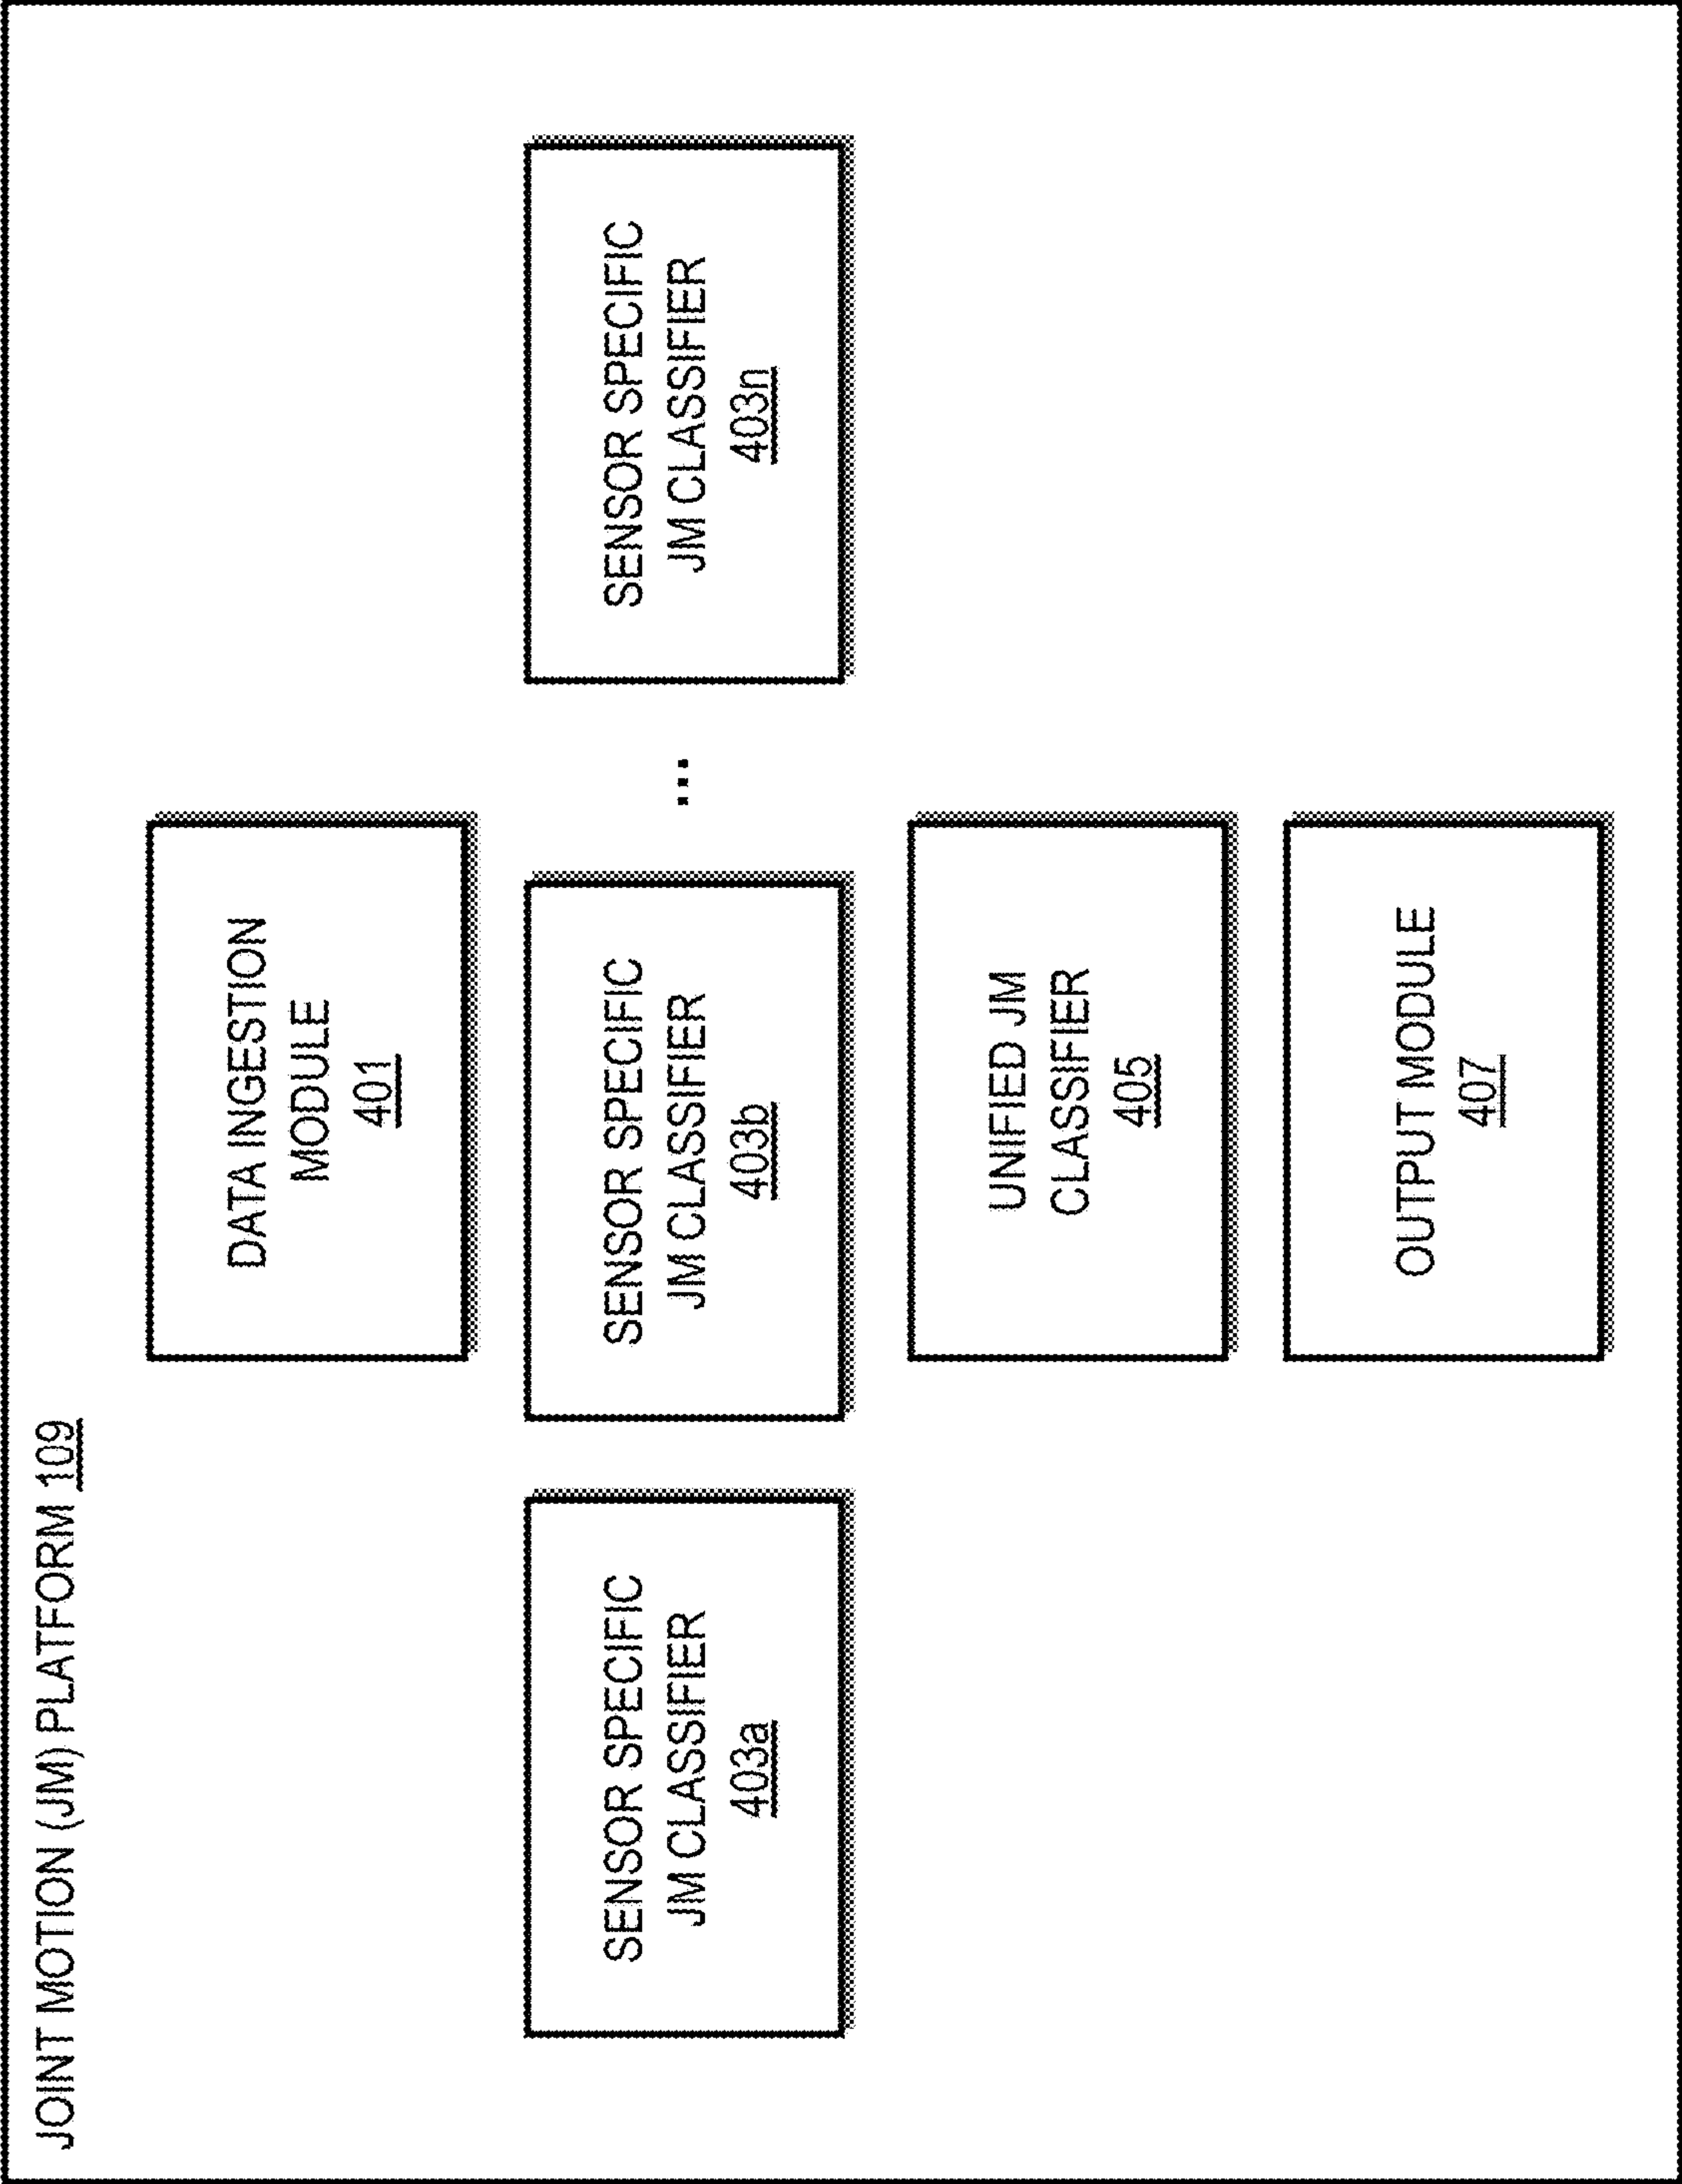 JOINT MOTION (JM) PLATFORM 109
DATA INGESTION
MODULE
401
SENSOR SPECIFIC
JM CLASSIFIER
403a
SENSOR SPECIFIC
JM CLASSIFIER
403b
...
SENSOR SPECIFIC
JM CLASSIFIER
403n
UNIFIED JM
CLASSIFIER
405
OUTPUT MODULE
407